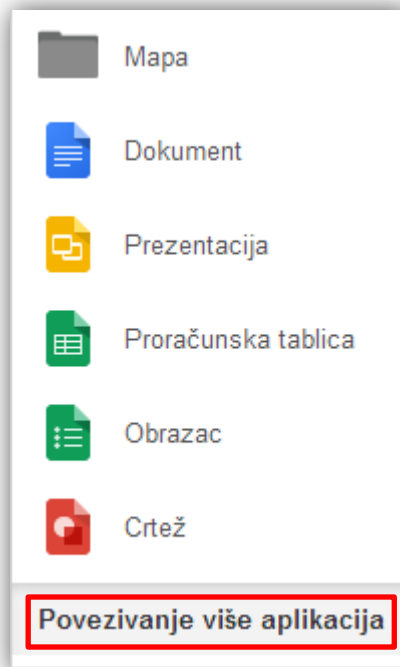 Mapa
Dokument
Prezentacija
Proračunska tablica
Obrazac
Crtež
Povezivanje više aplikacija